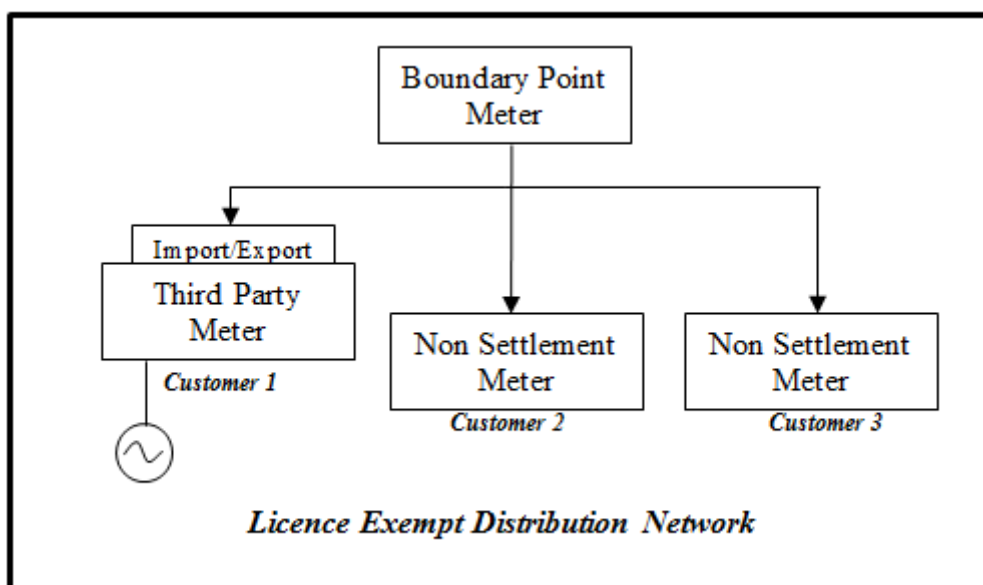 Boundary Point
Meter
Import/Export
Third Party
Meter
Customer 1
Non Settlement
Meter
Customer 2
Non Settlement
Meter
Customer 3
Licence Exempt Distribution Network